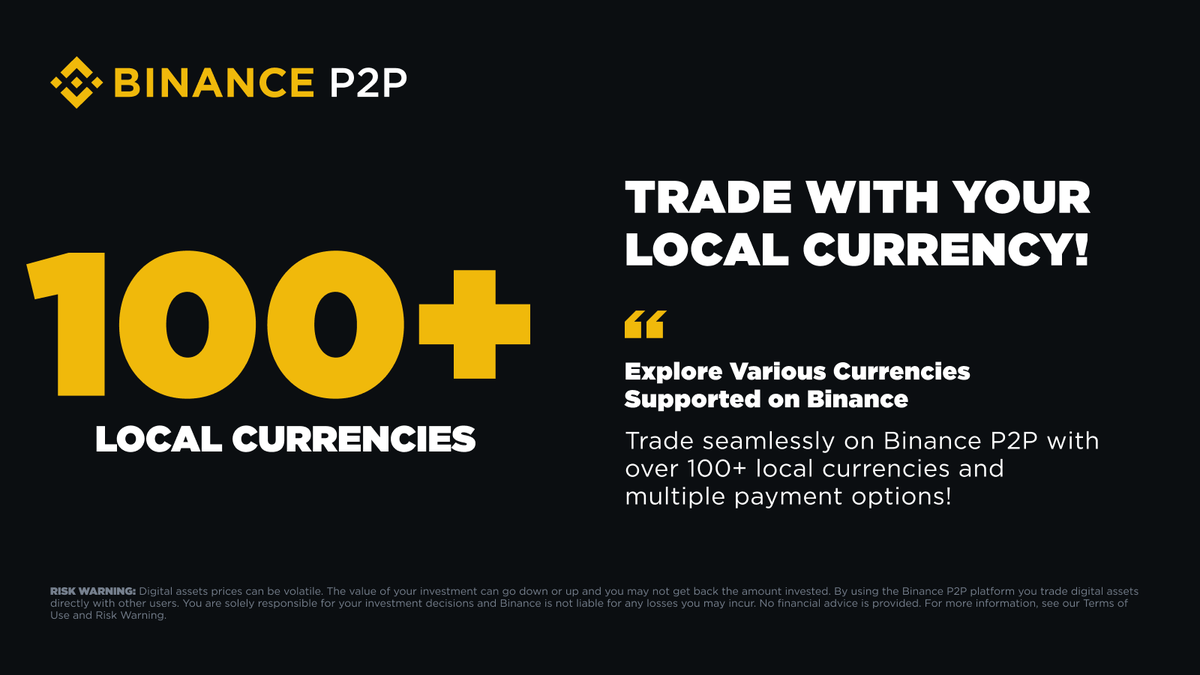 BINANCE P2P
100+
LOCAL CURRENCIES
TRADE WITH YOUR
LOCAL CURRENCY!
“
Explore Various Currencies
Supported on Binance
Trade seamlessly on Binance P2P with
over 100+ local currencies and
multiple payment options!
RISK WARNING: Digital assets prices can be volatile. The value of your investment can go down or up and you may not get back the amount invested. By using the Binance P2P platform you trade digital assets
directly with other users. You are solely responsible for your investment decisions and Binance is not liable for any losses you may incur. No financial advice is provided. For more information, see our Terms of
Use and Risk Warning.